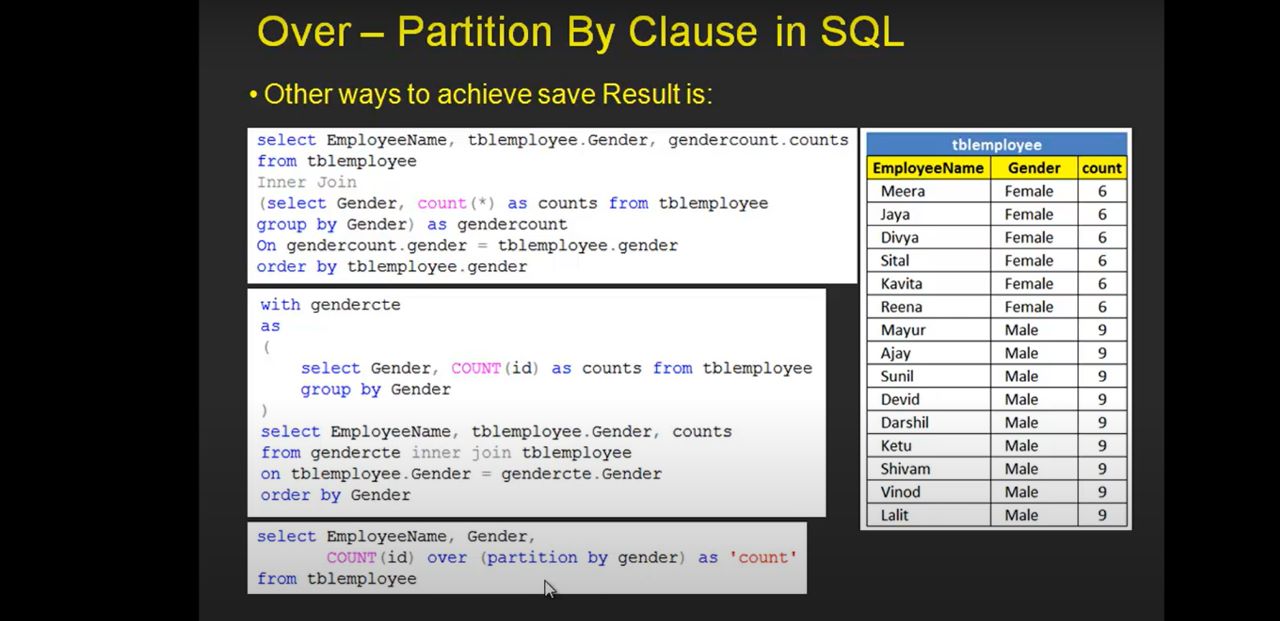 Over – Partition By Clause in SQL
• Other ways to achieve save Result is:
select EmployeeName, tblemployee.Gender, gendercount.counts
from tblemployee
Inner Join
(select Gender, count(*) as counts from tblemployee
group by Gender) as gendercount
On gendercount.gender = tblemployee.gender
order by tblemployee.gender
with gendercte
as
(
select Gender, COUNT(id) as counts from tblemployee
group by Gender
)
select EmployeeName, tblemployee.Gender, counts
from gendercte inner join tblemployee
on tblemployee.Gender = gendercte.Gender
order by Gender
select EmployeeName, Gender,
COUNT(id) over (partition by gender) as 'count'
from tblemployee
tblemployee
EmployeeName Gender count
Meera Female 6
Jaya Female 6
Divya Female 6
Sital Female 6
Kavita Female 6
Reena Female 6
Mayur Male 9
Ajay Male 9
Sunil Male 9
Devid Male 9
Darshil Male 9
Ketu Male 9
Shivam Male 9
Vinod Male 9
Lalit Male 9